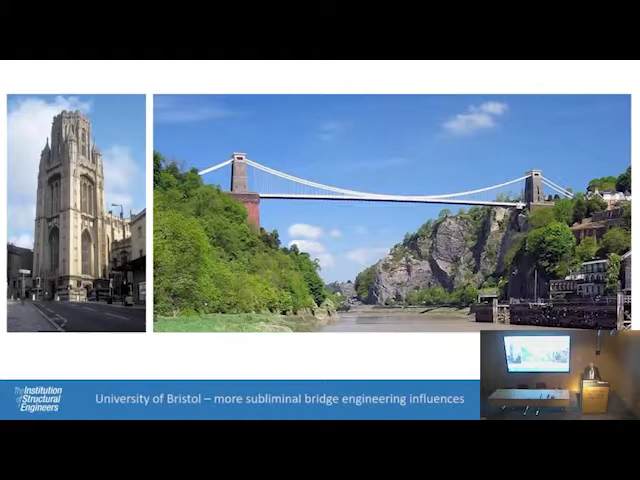 The Institution
of Structural
Engineers
University of Bristol – more subliminal bridge engineering influences